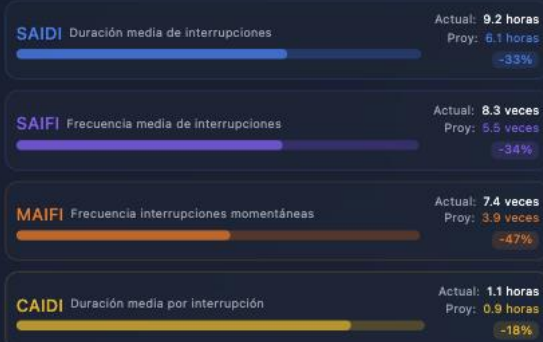 SAIDI Duración media de interrupciones
Actual: 9.2 horas
Proy: 6.1 horas
-33%
SAIFI Frecuencia media de interrupciones
Actual: 8.3 veces
Proy: 5.5 veces
-34%
MAIFI Frecuencia interrupciones momentáneas
Actual: 7.4 veces
Proy: 3.9 veces
-47%
CAIDI Duración media por interrupción
Actual: 1.1 horas
Proy: 0.9 horas
-18%